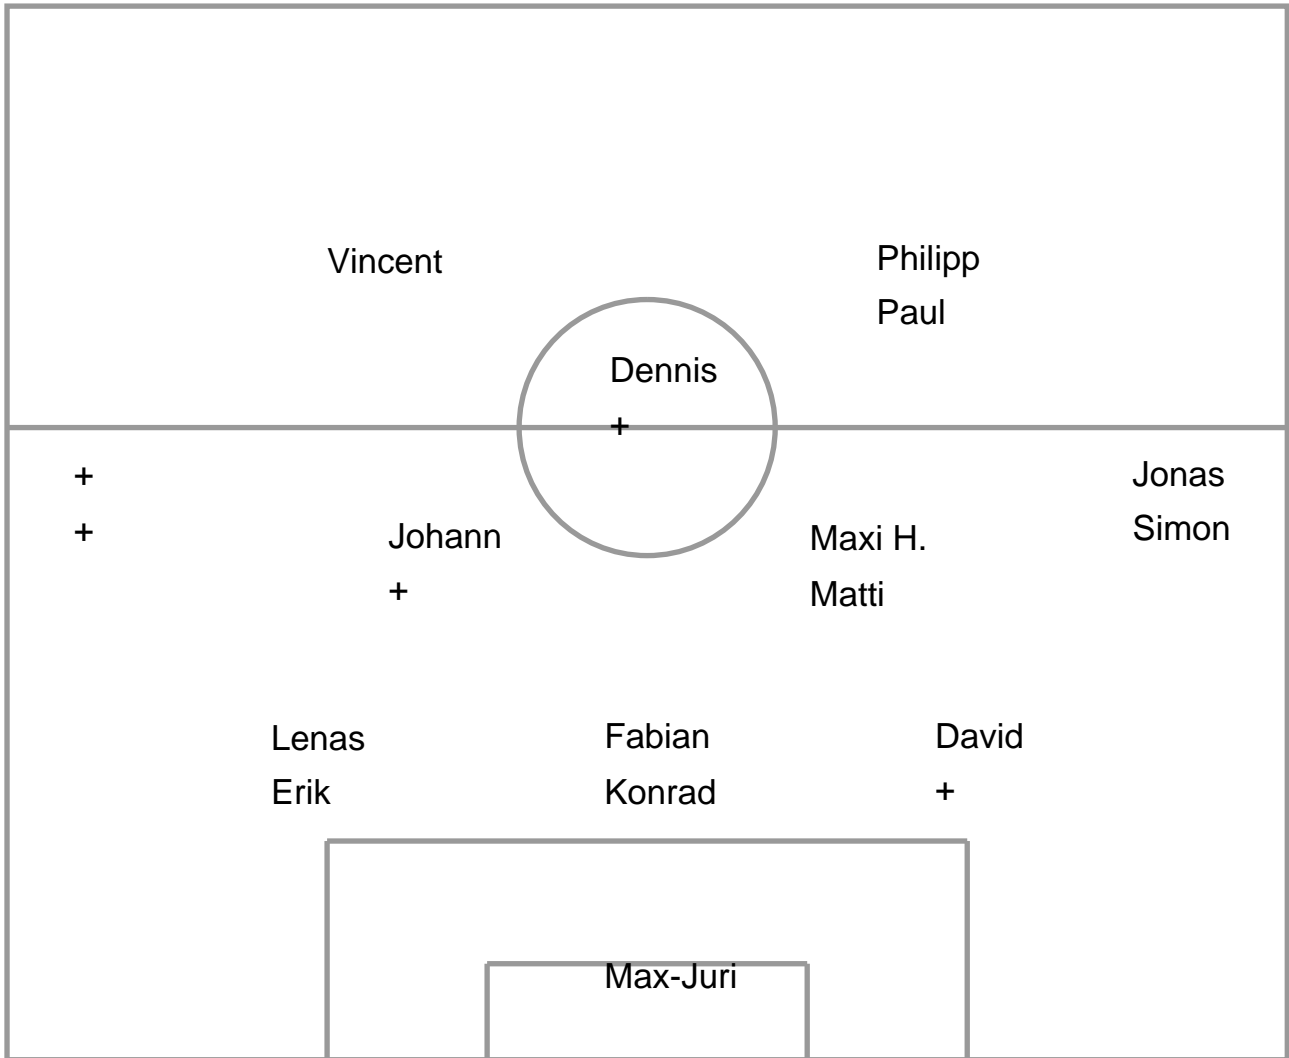 Vincent
Philipp
Paul
Dennis
+
+
+
Jonas
Simon
Johann
+
Maxi H.
Matti
Lenas
Erik
Fabian
Konrad
David
+
Max-Juri